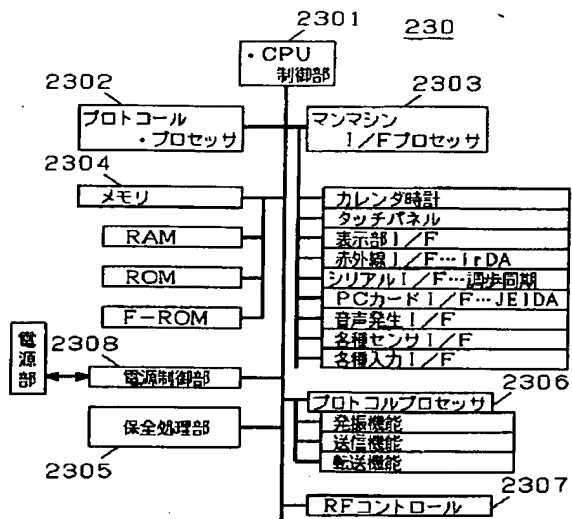 2301
230
・CPU
制御部
2302
プロトコール
・プロセッサ
2303
マンマシン
I/Fプロセッサ
2304
メモリ
RAM
ROM
F-ROM
カレンダ時計
タッチパネル
表示部I/F
赤外線I/F…IrDA
シリアルI/F…調歩同期
PCカードI/F…JEIDA
音声発生I/F
各種センサI/F
各種入力I/F
電源部
2308
電源制御部
2306
プロトコルプロセッサ
発振機能
送信機能
転送機能
保全処理部
2305
2307
RFコントロール